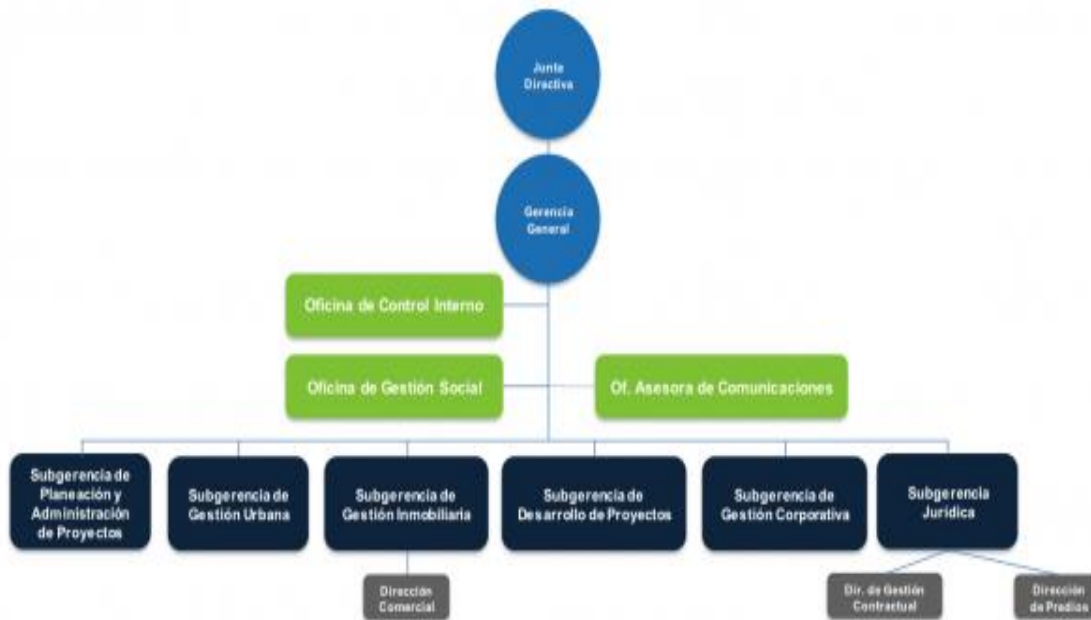 Junta
Directiva
Gerencia
General
Oficina de Control Interno
Oficina de Gestión Social
Of. Asesora de Comunicaciones
Subgerencia de
Planeación y
Administración
de Proyectos
Subgerencia de
Gestión Urbana
Subgerencia de
Gestión Inmobiliaria
Subgerencia de
Desarrollo de Proyectos
Subgerencia de
Gestión Corporativa
Subgerencia
Jurídica
Dirección
Comercial
Dir. de Gestión
Contractual
Dirección
de Predios